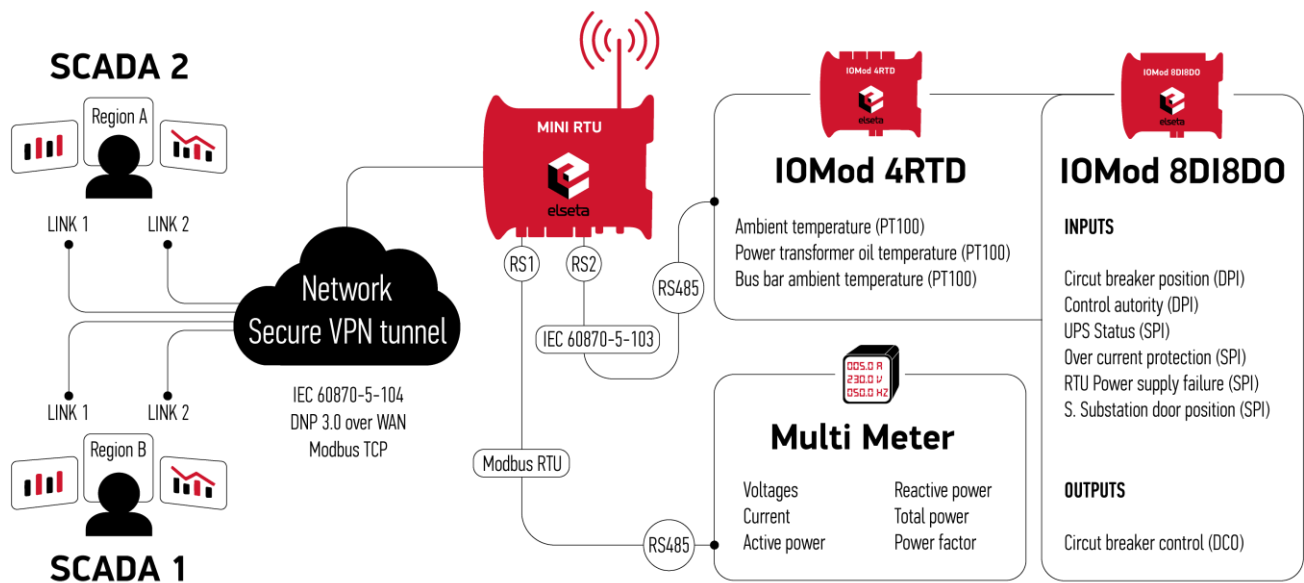 SCADA 2
Region A
LINK 1
LINK 2
Network
Secure VPN tunnel
IEC 60870-5-104
DNP 3.0 over WAN
Modbus TCP
LINK 1
LINK 2
Region B
SCADA 1
MINI RTU
elseta
RS1
RS2
IEC 60870-5-103
RS485
Modbus RTU
RS485
IOMod 4RTD
elseta
IOMod 4RTD
Ambient temperature (PT100)
Power transformer oil temperature (PT100)
Bus bar ambient temperature (PT100)
005.0 A
230.0 V
050.0 HZ
Multi Meter
Voltages
Current
Active power
Reactive power
Total power
Power factor
IOMod 8DI8DO
elseta
IOMod 8DI8DO
INPUTS
Circut breaker position (DPI)
Control autority (DPI)
UPS Status (SPI)
Over current protection (SPI)
RTU Power supply failure (SPI)
S. Substation door position (SPI)
OUTPUTS
Circut breaker control (DCO)